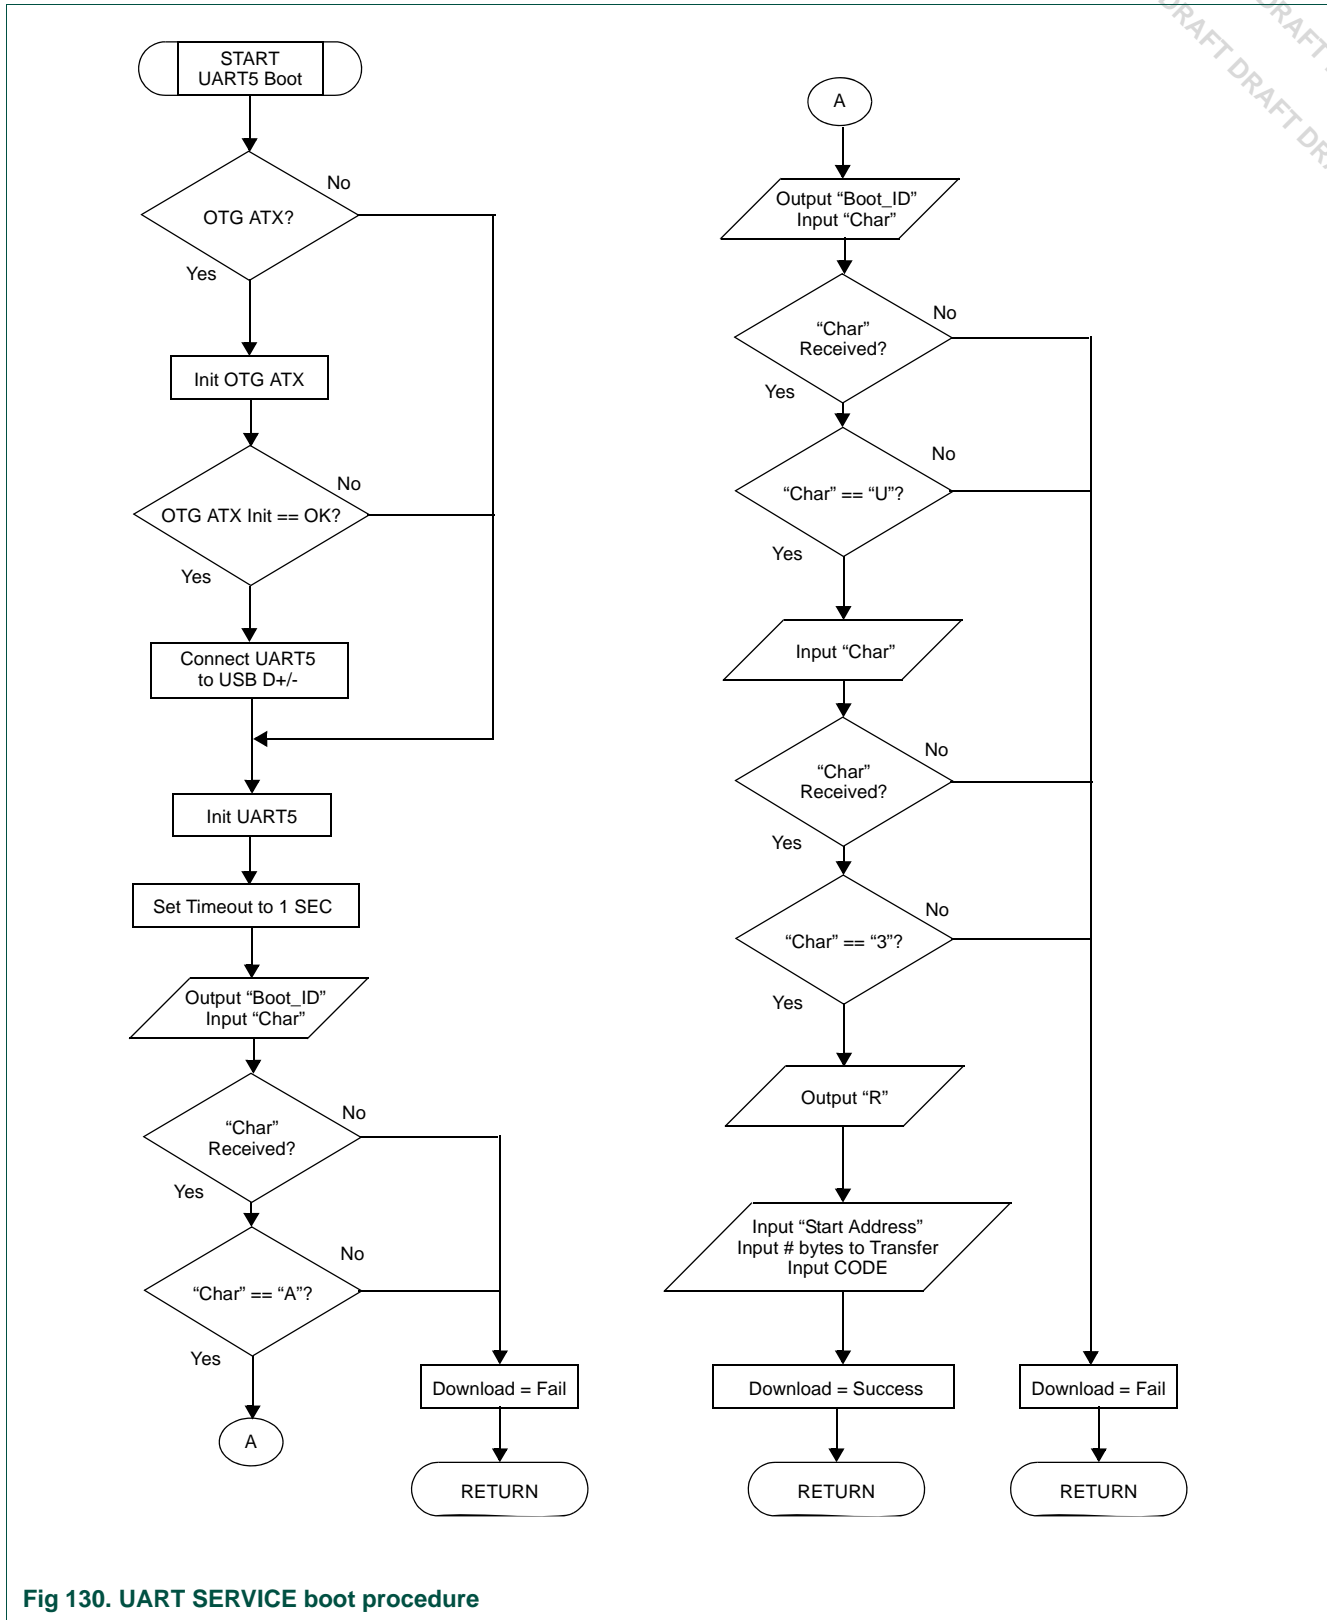 DRAFT DRAFT DRA
DRAFT
START
UART5 Boot
No
OTG ATX?
Yes
Init OTG ATX
No
OTG ATX Init == OK?
Yes
Connect UART5
to USB D+/-
Init UART5
Set Timeout to 1 SEC
Output “Boot_ID”
Input “Char”
No
“Char”
Received?
Yes
No
“Char” == “A”?
Yes
A
Download = Fail
RETURN
A
Output “Boot_ID”
Input “Char”
No
“Char”
Received?
Yes
No
“Char” == “U”?
Yes
Input “Char”
No
“Char”
Received?
Yes
No
“Char” == “3”?
Yes
Output “R”
Input “Start Address”
Input # bytes to Transfer
Input CODE
Download = Success
RETURN
Download = Fail
RETURN
Fig 130. UART SERVICE boot procedure